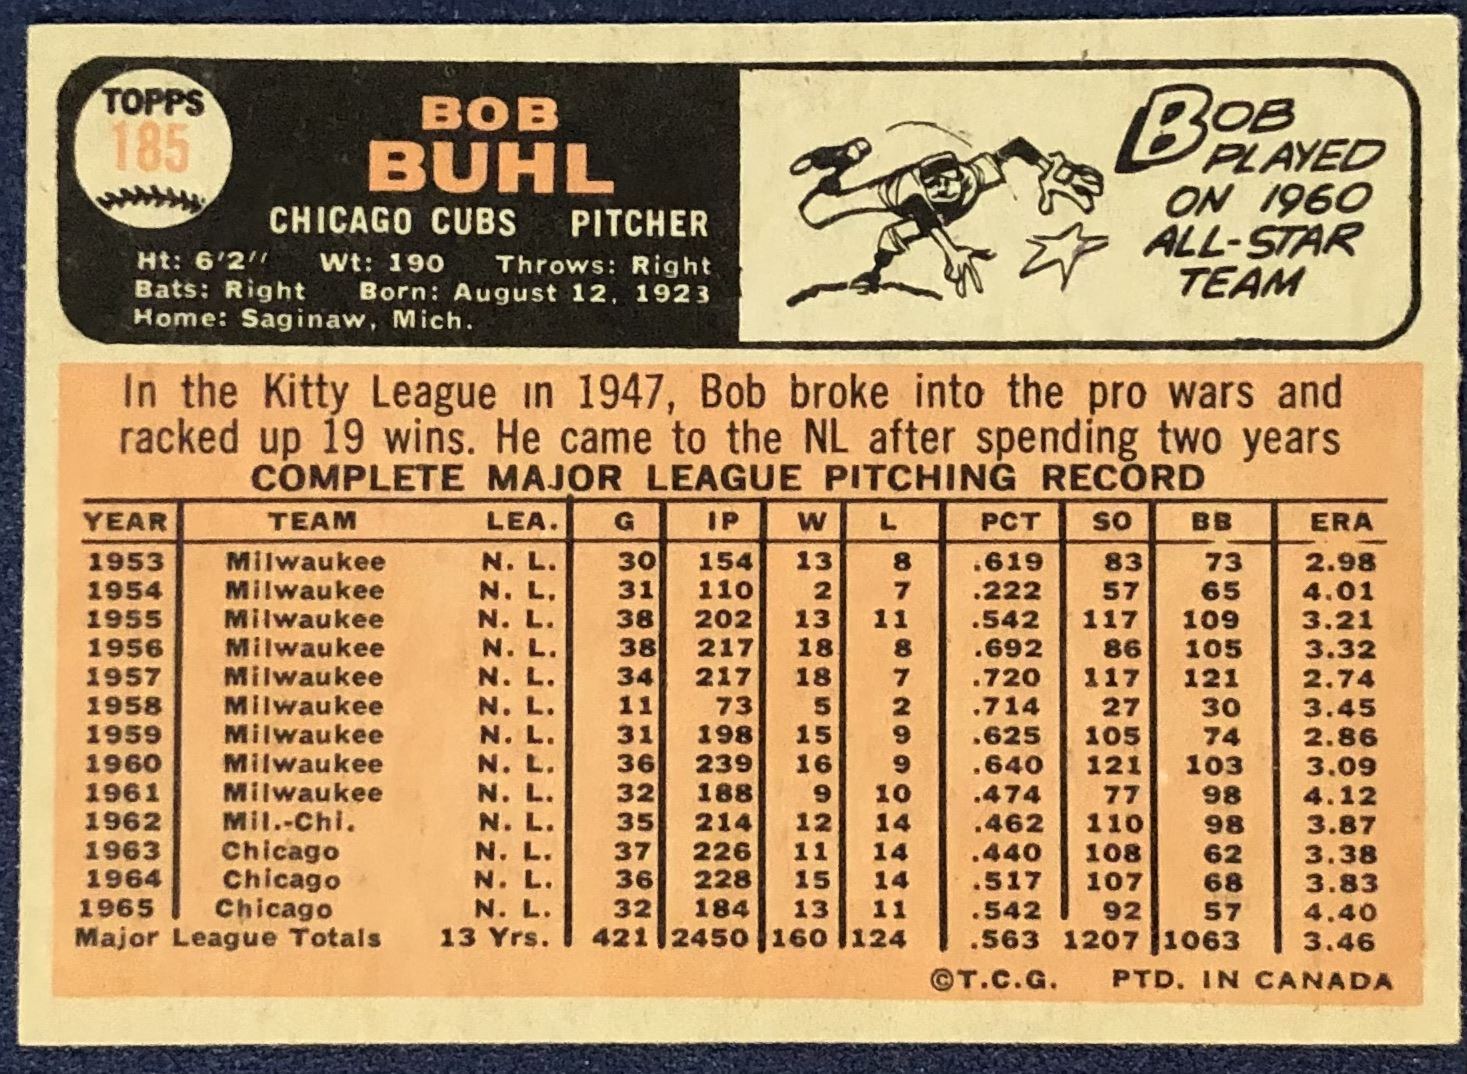 TOPPS
185
BOB
BUHL
CHICAGO CUBS PITCHER
Ht: 6'2" Wt: 190 Throws: Right
Bats: Right Born: August 12, 1923
Home: Saginaw, Mich.
BOB
PLAYED
ON 1960
ALL-STAR
TEAM
In the Kitty League in 1947, Bob broke into the pro wars and
racked up 19 wins. He came to the NL after spending two years
COMPLETE MAJOR LEAGUE PITCHING RECORD
YEAR TEAM LEA. G IP W L PCT SO BB ERA
1953 Milwaukee N. L. 30 154 13 8 .619 83 73 2.98
1954 Milwaukee N. L. 31 110 2 7 .222 57 65 4.01
1955 Milwaukee N. L. 38 202 13 11 .542 117 109 3.21
1956 Milwaukee N. L. 38 217 18 8 .692 86 105 3.32
1957 Milwaukee N. L. 34 217 18 7 .720 117 121 2.74
1958 Milwaukee N. L. 11 73 5 2 .714 27 30 3.45
1959 Milwaukee N. L. 31 198 15 9 .625 105 74 2.86
1960 Milwaukee N. L. 36 239 16 9 .640 121 103 3.09
1961 Milwaukee N. L. 32 188 9 10 .474 77 98 4.12
1962 Mil.-Chi. N. L. 35 214 12 14 .462 110 98 3.87
1963 Chicago N. L. 37 226 11 14 .440 108 62 3.38
1964 Chicago N. L. 36 228 15 14 .517 107 68 3.83
1965 Chicago N. L. 32 184 13 11 .542 92 57 4.40
Major League Totals 13 Yrs. 421 2450 160 124 .563 1207 1063 3.46
©T.C.G. PTD. IN CANADA